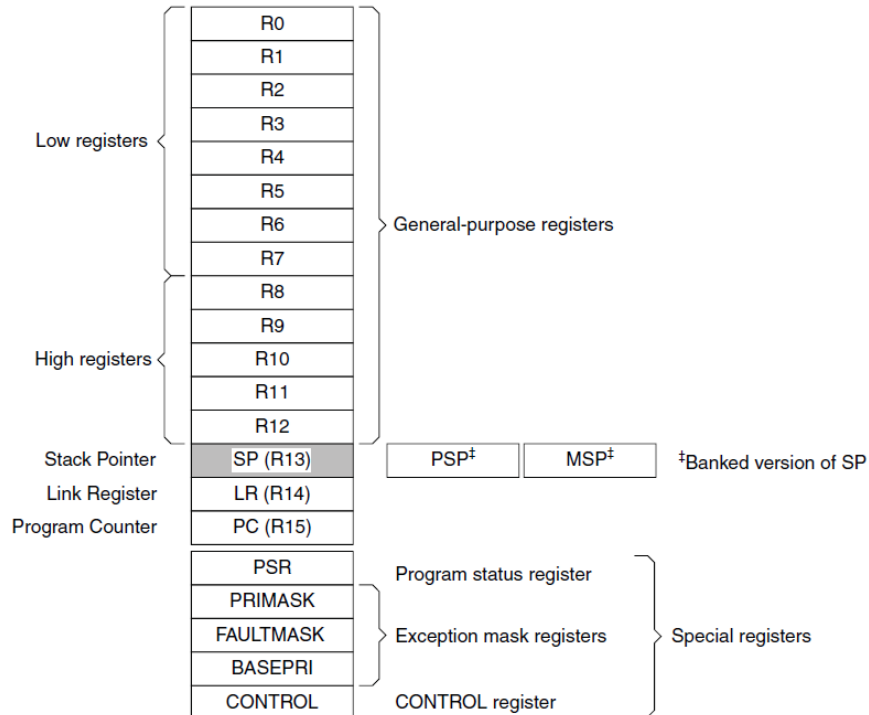 R0
R1
R2
R3
Low registers
R4
R5
R6
General-purpose registers
R7
R8
R9
High registers
R10
R11
R12
Stack Pointer SP (R13) PSP‡ MSP‡ ‡Banked version of SP
Link Register LR (R14)
Program Counter PC (R15)
PSR Program status register
PRIMASK
FAULTMASK Exception mask registers Special registers
BASEPRI
CONTROL CONTROL register